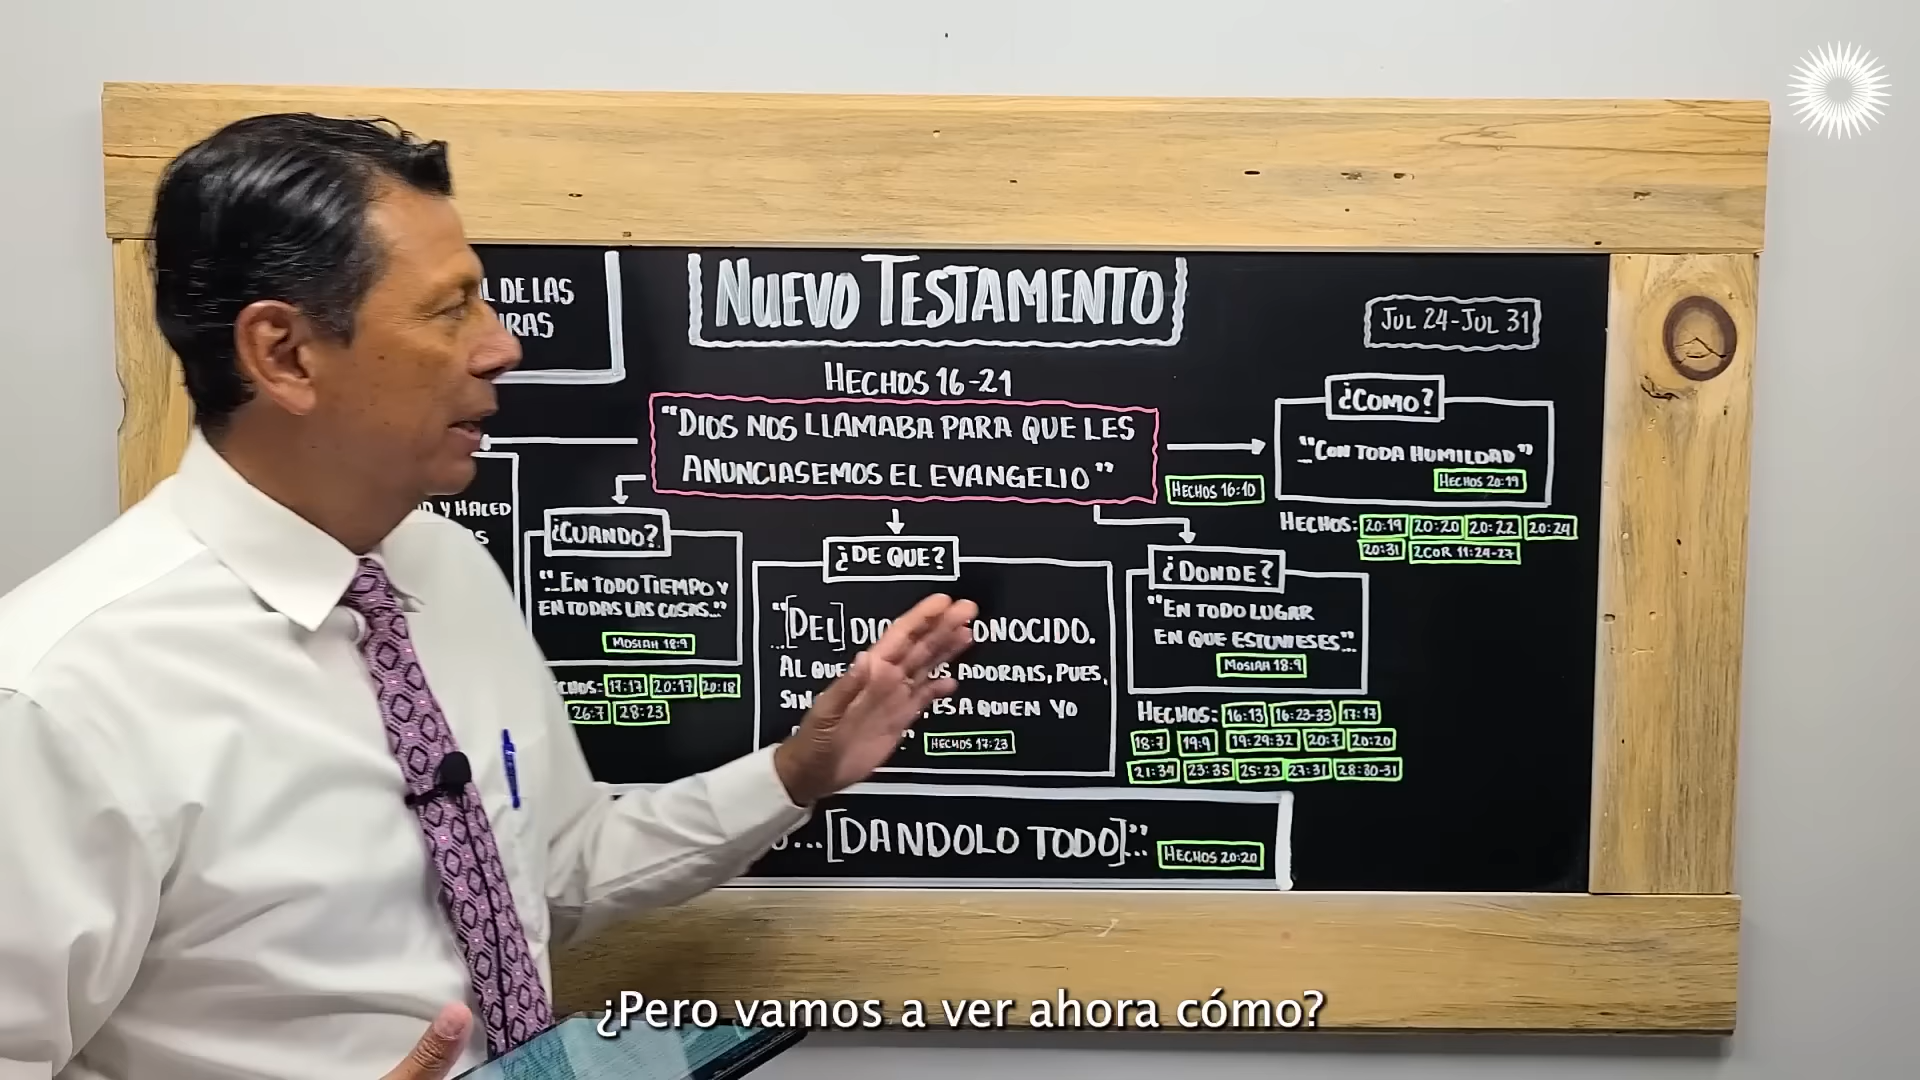 L DE LAS
RAS
NUEVO TESTAMENTO
JUL 24-JUL 31
HECHOS 16-21
"DIOS NOS LLAMABA PARA QUE LES
ANUNCIASEMOS EL EVANGELIO"
HECHOS 16:10
¿COMO?
"...CON TODA HUMILDAD"
HECHOS 20:19
HECHOS: 20:19 20:20 20:22 20:24
20:31 2COR 11:24-27
Y HACED
¿CUANDO?
"...EN TODO TIEMPO Y
EN TODAS LAS COSAS..."
MOSIAH 18:9
CHOS: 17:17 20:17 20:18
26:7 28:23
¿DE QUE?
"...[DEL] DIO ONOCIDO.
AL QUE OS ADORAIS, PUES,
SIN , ES A QUIEN YO
" HECHOS 17:23
¿DONDE?
"EN TODO LUGAR
EN QUE ESTUVIESES"...
MOSIAH 18:9
HECHOS: 16:13 16:23-33 17:17
18:7 19:9 19:29:32 20:7 20:20
21:34 23:35 25:23 27:31 28:30-31
...[DANDOLO TODO]..." HECHOS 20:20
¿Pero vamos a ver ahora cómo?